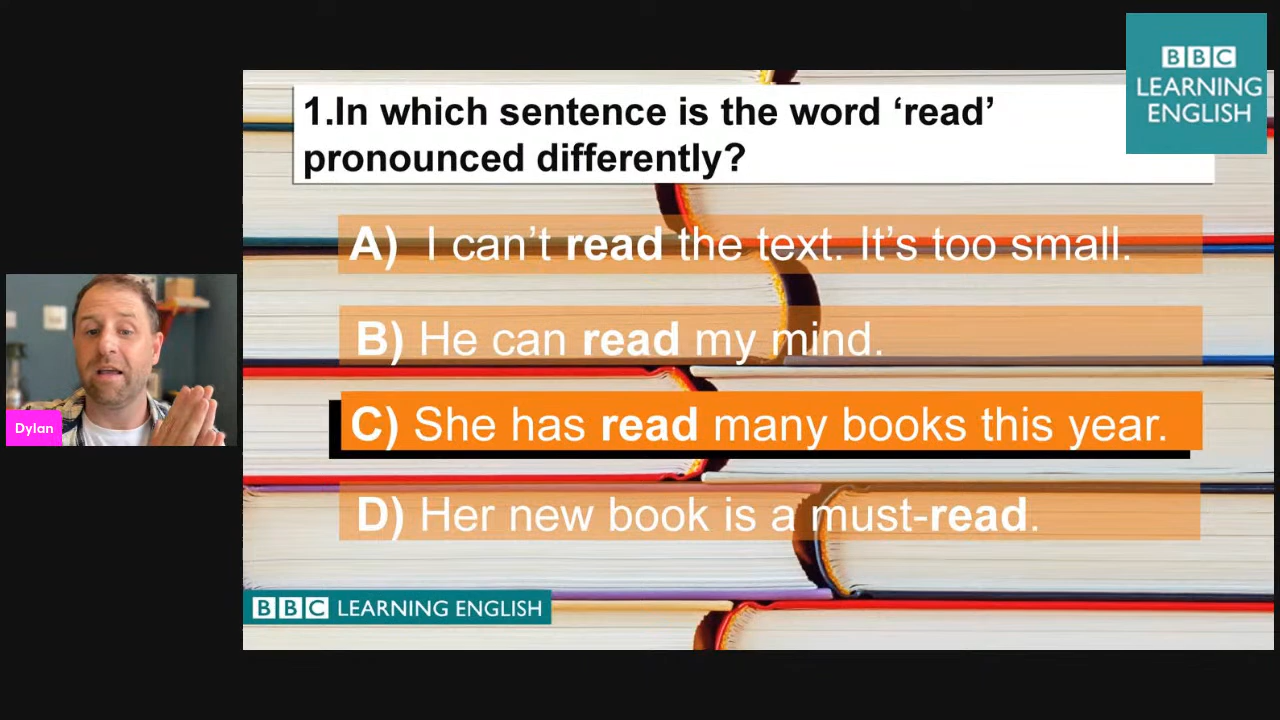 BBC
LEARNING
ENGLISH
1.In which sentence is the word ‘read’
pronounced differently?
A) I can’t read the text. It’s too small.
B) He can read my mind.
C) She has read many books this year.
Dylan
D) Her new book is a must-read.
BBC LEARNING ENGLISH